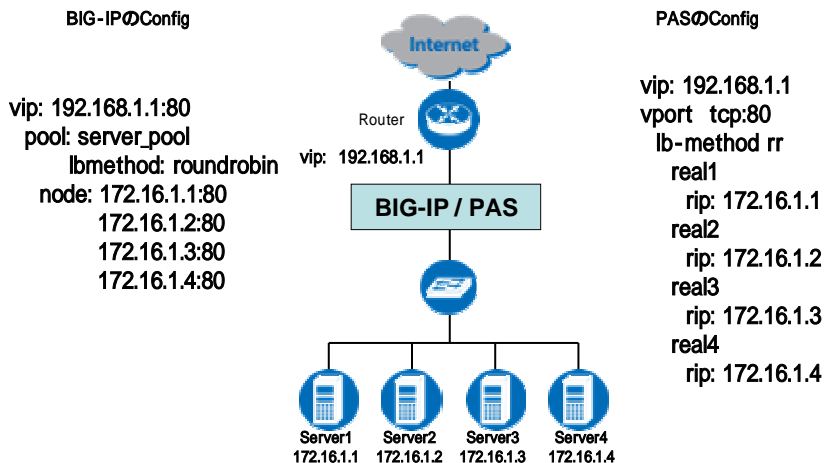 BIG-IPのConfig
vip: 192.168.1.1:80
pool: server_pool
lbmethod: roundrobin
node: 172.16.1.1:80
172.16.1.2:80
172.16.1.3:80
172.16.1.4:80
Internet
Router
vip: 192.168.1.1
BIG-IP / PAS
Server1
172.16.1.1
Server2
172.16.1.2
Server3
172.16.1.3
Server4
172.16.1.4
PASのConfig
vip: 192.168.1.1
vport tcp:80
lb-method rr
real1
rip: 172.16.1.1
real2
rip: 172.16.1.2
real3
rip: 172.16.1.3
real4
rip: 172.16.1.4